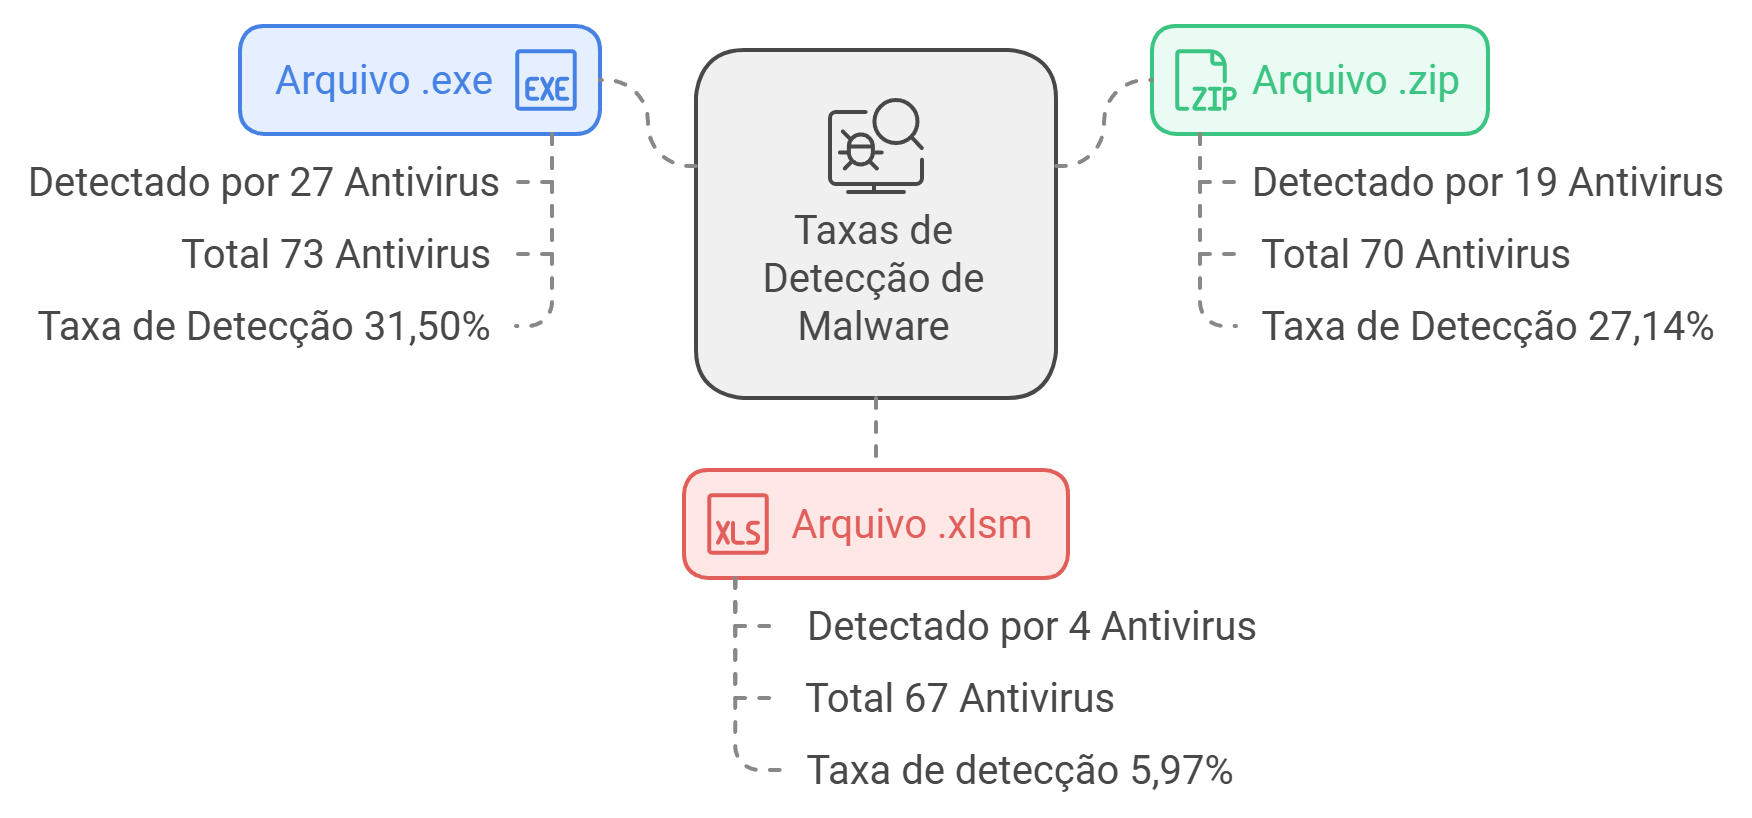 Arquivo .exe
EXE
Detectado por 27 Antivirus
Total 73 Antivirus
Taxa de Detecção 31,50%
Taxas de
Detecção de
Malware
ZIP
Arquivo .zip
Detectado por 19 Antivirus
Total 70 Antivirus
Taxa de Detecção 27,14%
XLS
Arquivo .xlsm
Detectado por 4 Antivirus
Total 67 Antivirus
Taxa de detecção 5,97%